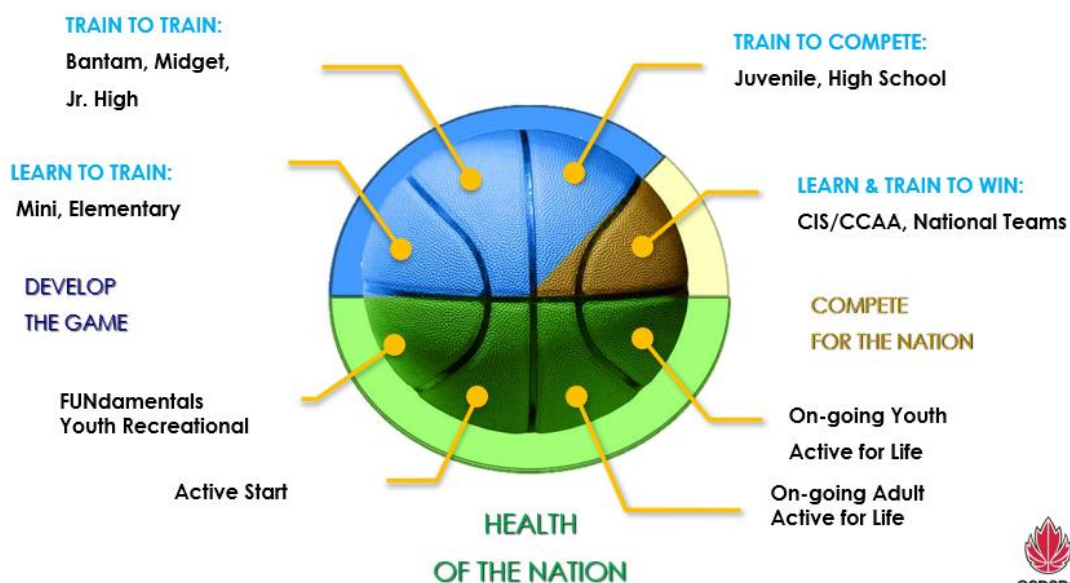 TRAIN TO TRAIN:
Bantam, Midget,
Jr. High
TRAIN TO COMPETE:
Juvenile, High School
LEARN TO TRAIN:
Mini, Elementary
LEARN & TRAIN TO WIN:
CIS/CCAA, National Teams
DEVELOP
THE GAME
COMPETE
FOR THE NATION
FUNdamentals
Youth Recreational
On-going Youth
Active for Life
Active Start
On-going Adult
Active for Life
HEALTH
OF THE NATION